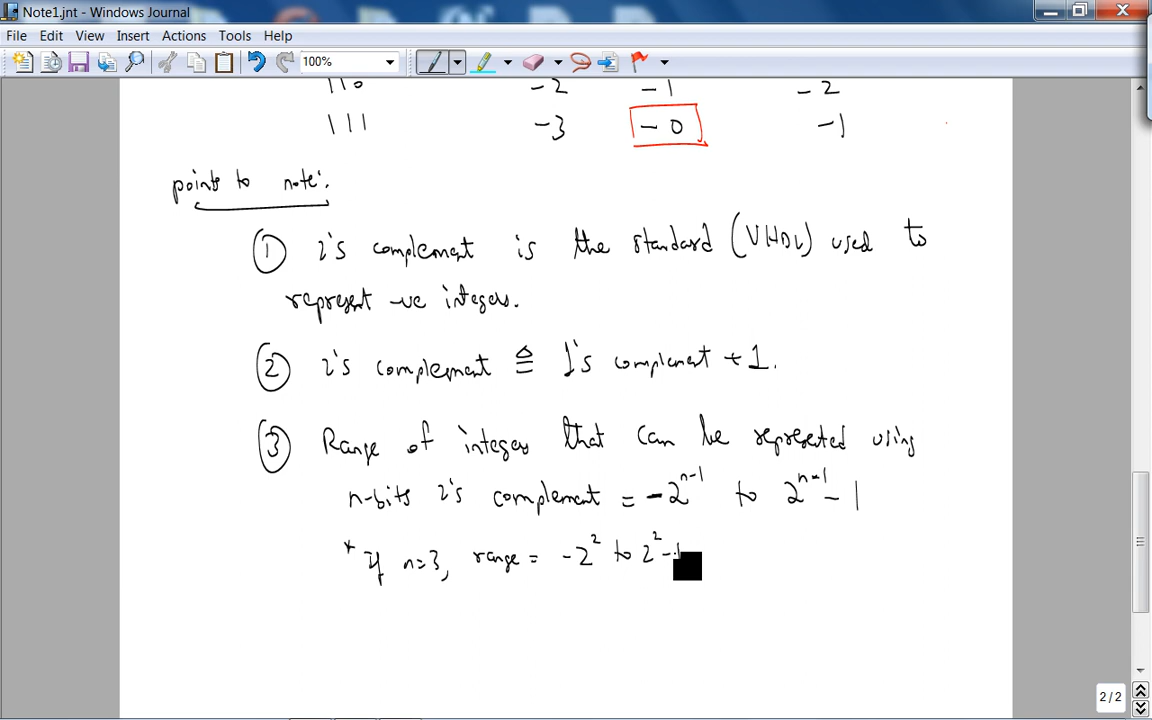 Note1.jnt - Windows Journal
File Edit View Insert Actions Tools Help
100%
110 -2 -1 -2
111 -3 -0 -1
points to note:
① 2's complement is the standard (VHDL) used to
represent -ve integers.
② 2's complement ≙ 1's complement + 1.
③ Range of integers that can be represented using
n-bits 2's complement = -2^{n-1} to 2^{n-1} - 1
* if n=3, range = -2^2 to 2^2 - 1
2/2